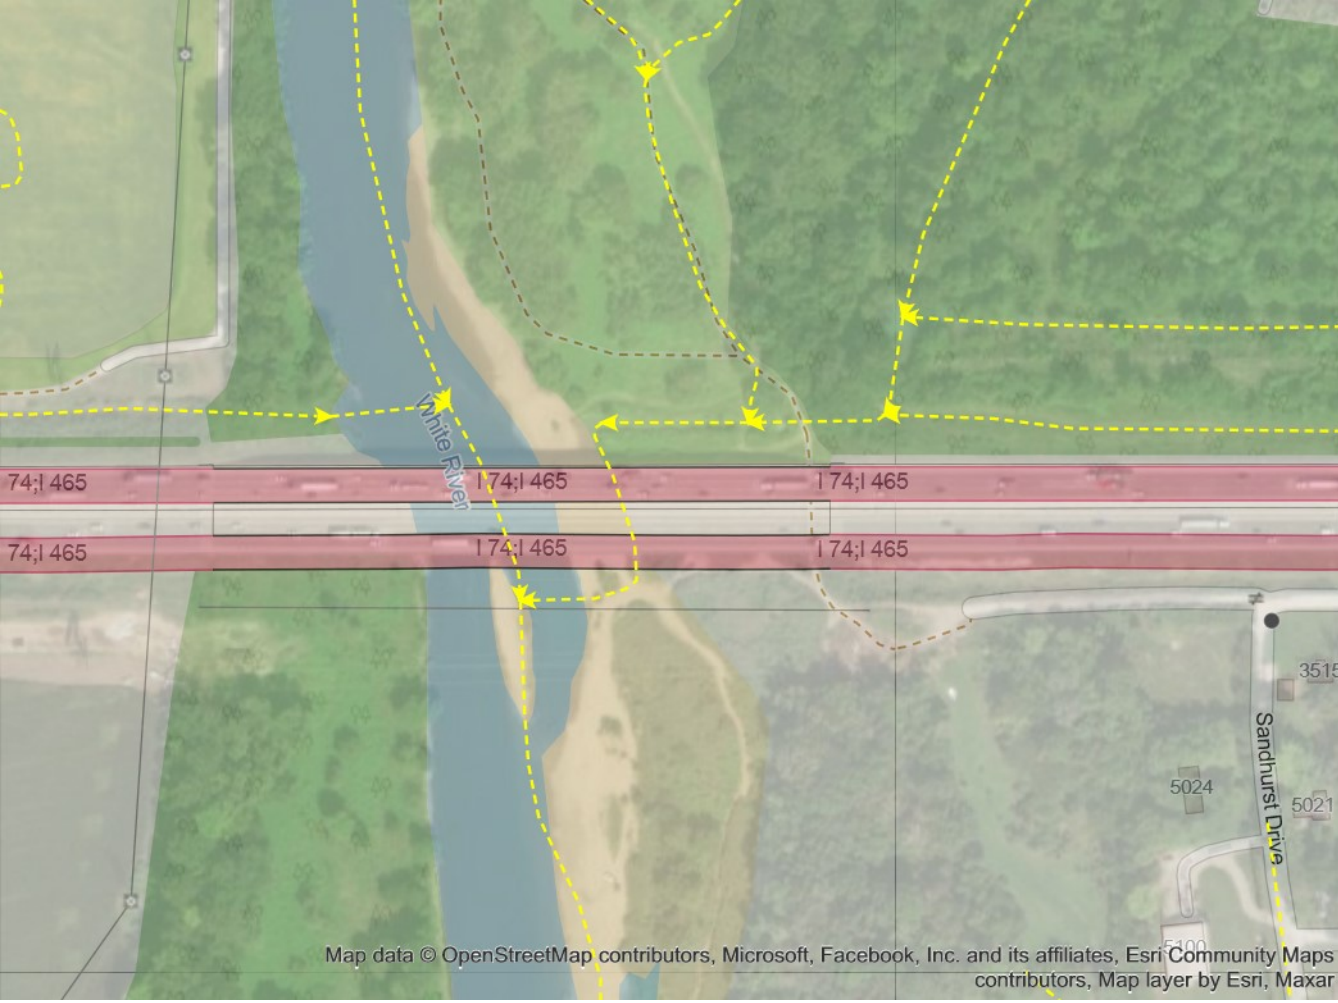 74;I 465
I 74;I 465
I 74;I 465
White River
74;I 465
I 74;I 465
I 74;I 465
3515
Sandhurst Drive
5024
5021
5100
Map data © OpenStreetMap contributors, Microsoft, Facebook, Inc. and its affiliates, Esri Community Maps
contributors, Map layer by Esri, Maxar